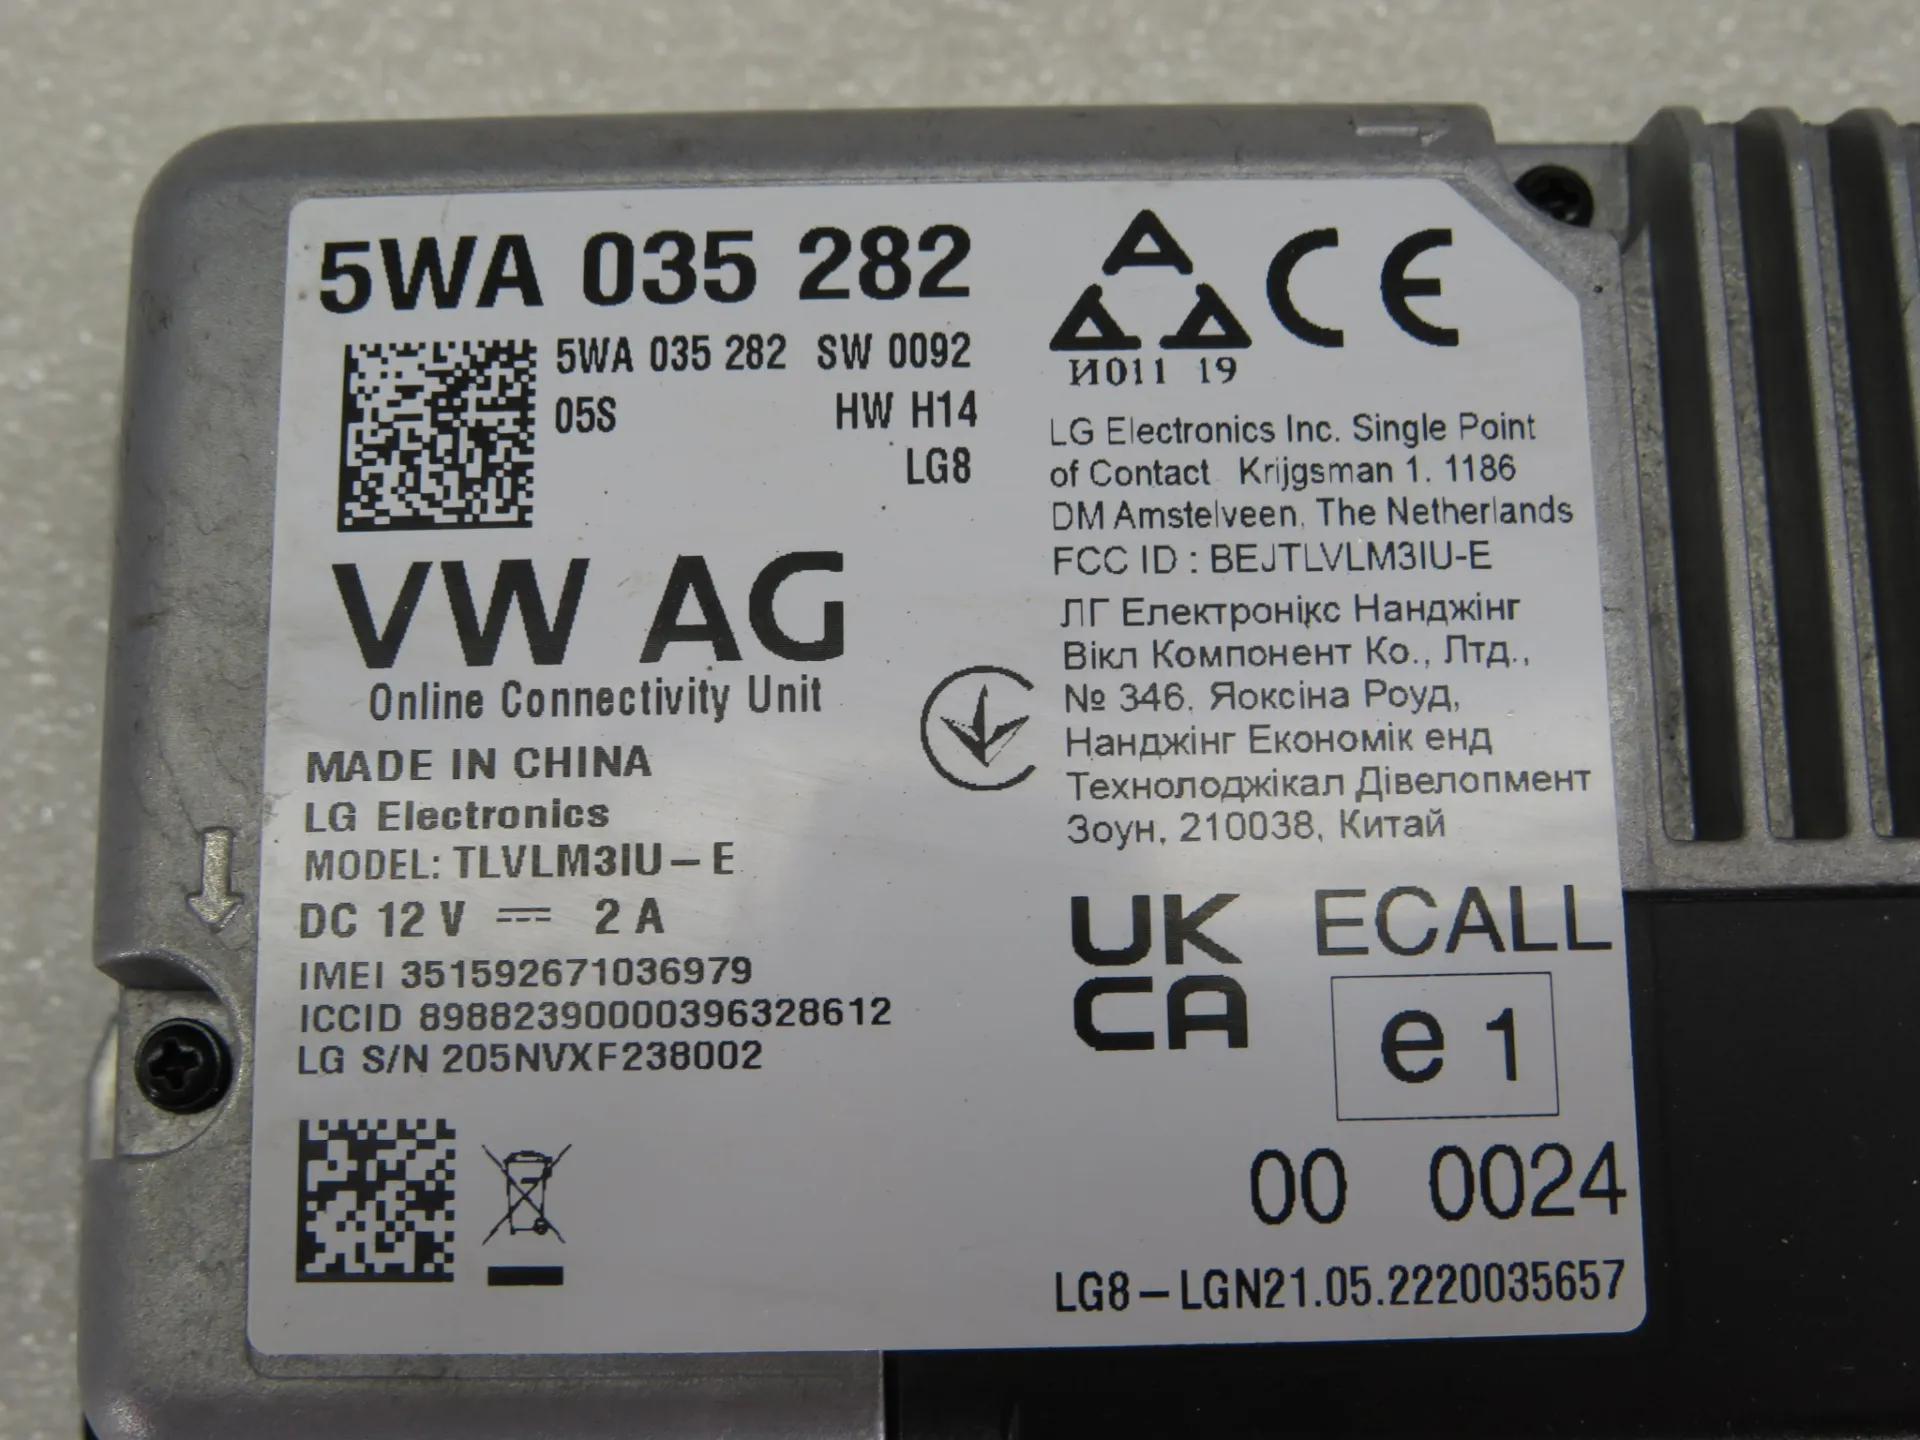 5WA 035 282
5WA 035 282 SW 0092
05S HW H14
LG8
VW AG
Online Connectivity Unit
MADE IN CHINA
LG Electronics
MODEL: TLVLM3IU-E
DC 12 V ⎓ 2 A
IMEI 351592671036979
ICCID 89882390000396328612
LG S/N 205NVXF238002
AAA CE
И011 19
LG Electronics Inc. Single Point
of Contact Krijgsman 1. 1186
DM Amstelveen, The Netherlands
FCC ID : BEJTLVLM3IU-E
ЛГ Електронікс Нанджінг
Вікл Компонент Ко., Лтд.,
№ 346, Яоксіна Роуд,
Нанджінг Економік енд
Технолоджікал Дівелопмент
Зоун, 210038, Китай
UK
CA
ECALL
e 1
00 0024
LG8-LGN21.05.2220035657